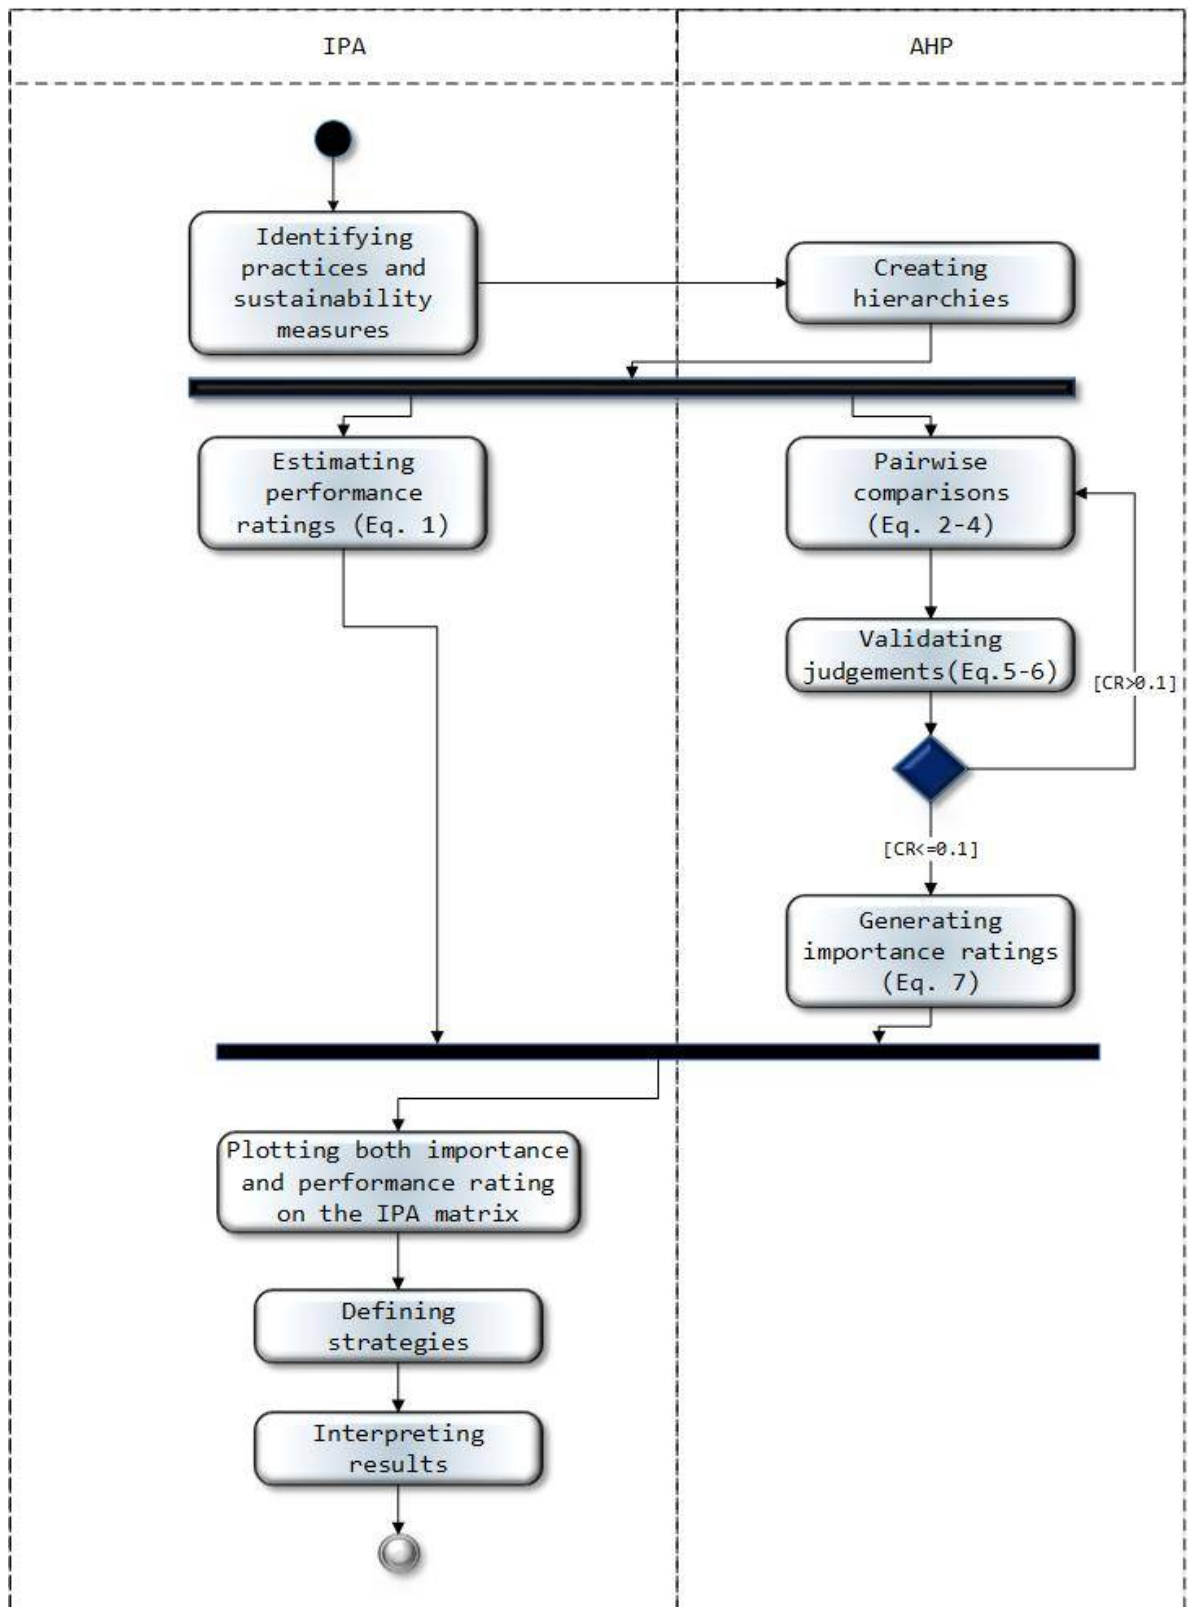 IPA
AHP
Identifying
practices and
sustainability
measures
Creating
hierarchies
Estimating
performance
ratings (Eq. 1)
Pairwise
comparisons
(Eq. 2-4)
Validating
judgements(Eq.5-6)
[CR>0.1]
[CR<=0.1]
Generating
importance ratings
(Eq. 7)
Plotting both importance
and performance rating
on the IPA matrix
Defining
strategies
Interpreting
results